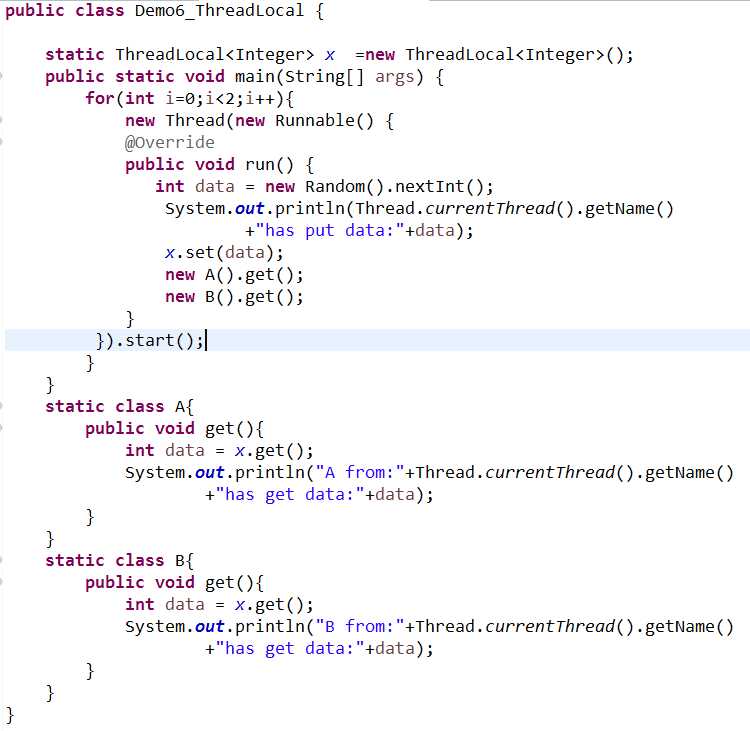 public class Demo6_ThreadLocal {
static ThreadLocal<Integer> x  =new ThreadLocal<Integer>();
public static void main(String[] args) {
for(int i=0;i<2;i++){
new Thread(new Runnable() {
@Override
public void run() {
int data = new Random().nextInt();
System.out.println(Thread.currentThread().getName()
+"has put data:"+data);
x.set(data);
new A().get();
new B().get();
}
}).start();
}
}
static class A{
public void get(){
int data = x.get();
System.out.println("A from:"+Thread.currentThread().getName()
+"has get data:"+data);
}
}
static class B{
public void get(){
int data = x.get();
System.out.println("B from:"+Thread.currentThread().getName()
+"has get data:"+data);
}
}
}